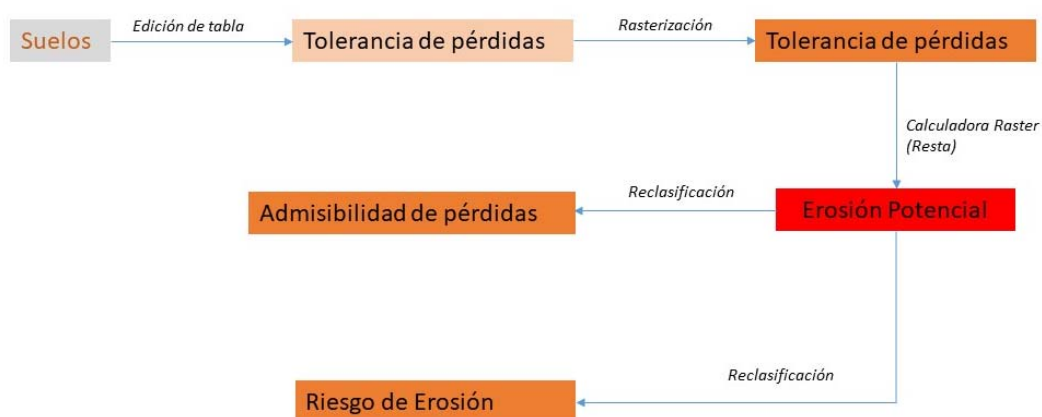 Suelos
Edición de tabla
Tolerancia de pérdidas
Rasterización
Tolerancia de pérdidas
Calculadora Raster
(Resta)
Admisibilidad de pérdidas
Reclasificación
Erosión Potencial
Reclasificación
Riesgo de Erosión